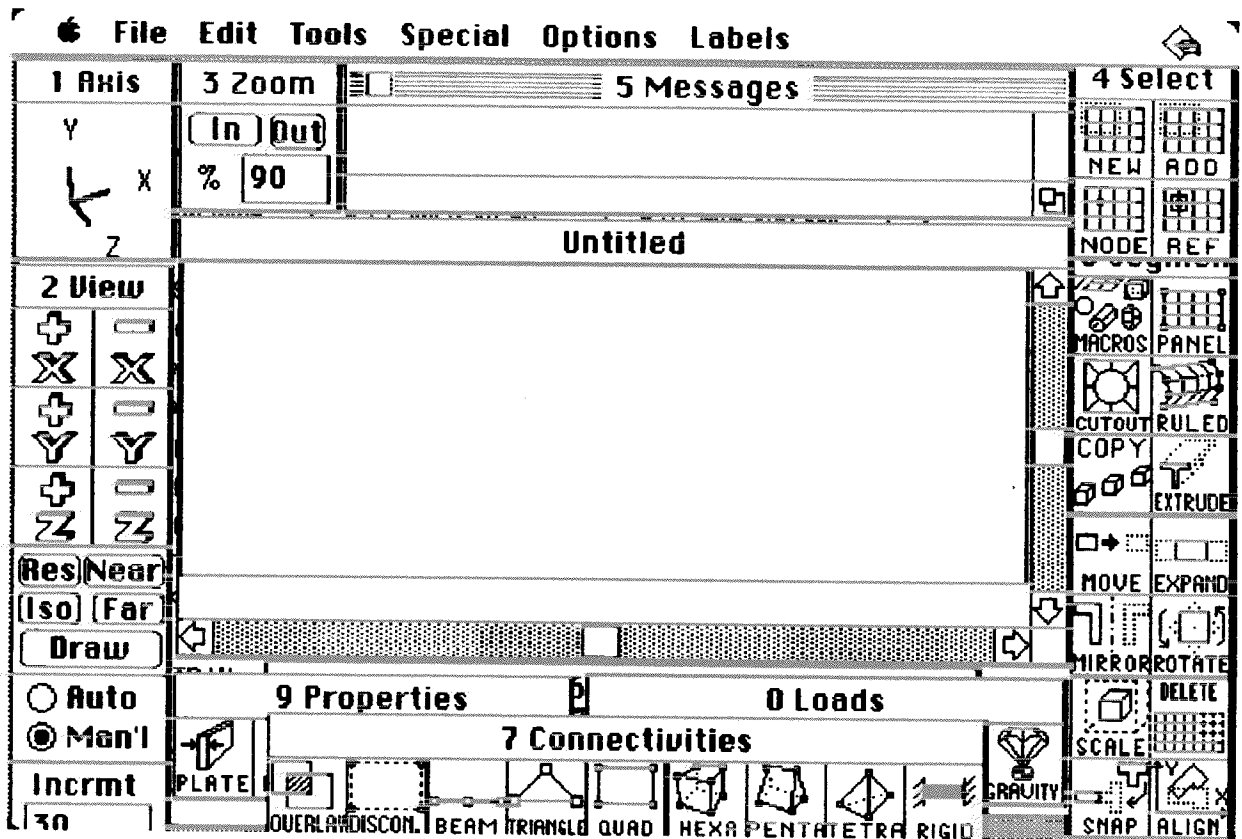 File Edit Tools Special Options Labels
1 Axis
Y
X
Z
3 Zoom
In Out
% 90
5 Messages
Untitled
4 Select
NEW ADD
NODE REF
MACROS PANEL
CUTOUT RULED
COPY
EXTRUDE
MOVE EXPAND
MIRROR ROTATE
SCALE DELETE
SNAP ALIGN
Y
X
2 View
X X
Y Y
Z Z
Res Near
Iso Far
Draw
Auto
Man'l
Incrmt
30
9 Properties
0 Loads
7 Connectivities
PLATE
GRAVITY
OVERLAY DISCON. BEAM TRIANGLE QUAD HEXA PENTA TETRA RIGID